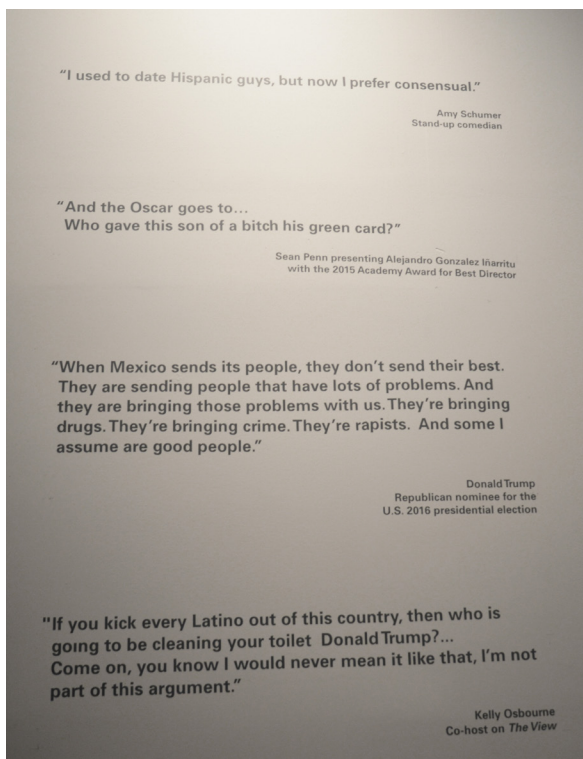 “I used to date Hispanic guys, but now I prefer consensual.”
Amy Schumer
Stand-up comedian
“And the Oscar goes to...
Who gave this son of a bitch his green card?”
Sean Penn presenting Alejandro Gonzalez Iñarritu
with the 2015 Academy Award for Best Director
“When Mexico sends its people, they don’t send their best.
They are sending people that have lots of problems. And
they are bringing those problems with us. They’re bringing
drugs. They’re bringing crime. They’re rapists. And some I
assume are good people.”
Donald Trump
Republican nominee for the
U.S. 2016 presidential election
"If you kick every Latino out of this country, then who is
going to be cleaning your toilet Donald Trump?...
Come on, you know I would never mean it like that, I’m not
part of this argument.”
Kelly Osbourne
Co-host on The View